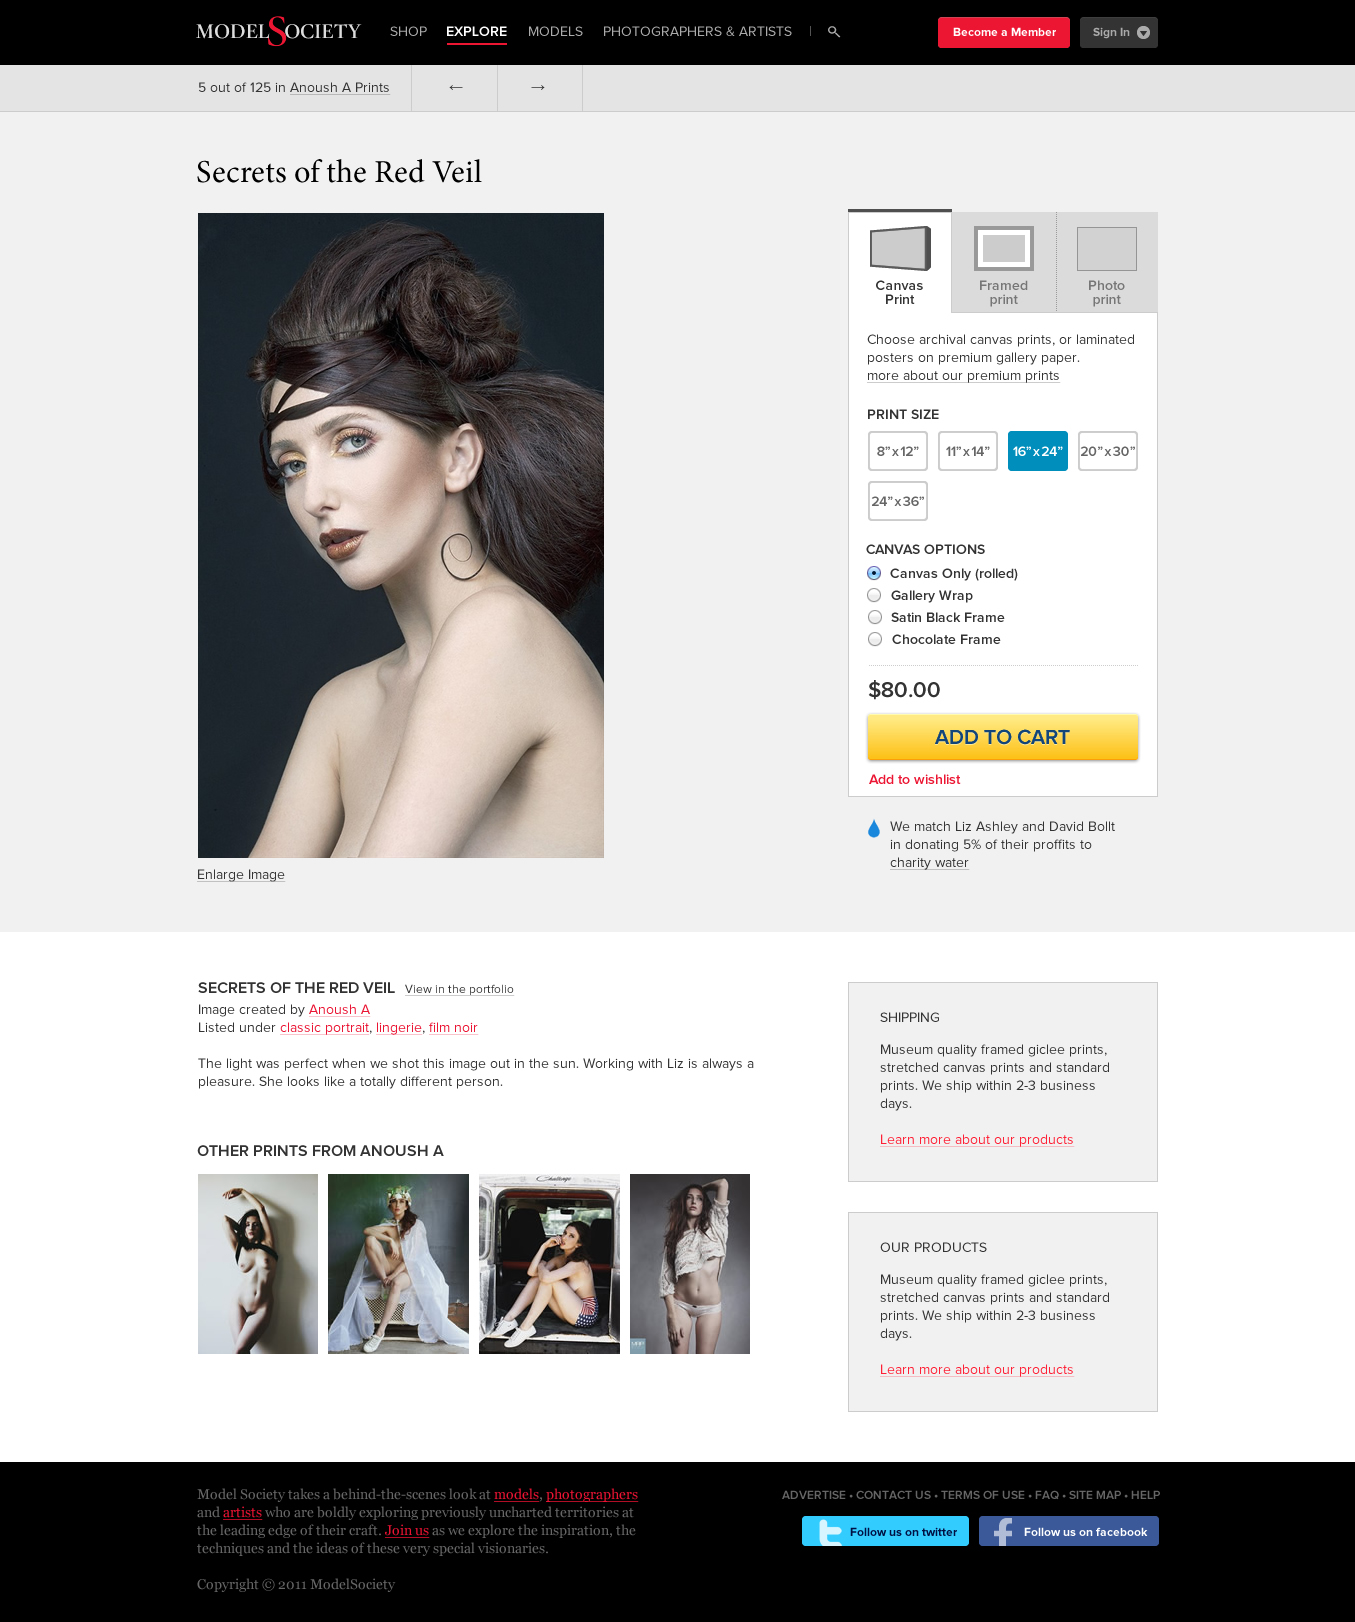 MODEL SOCIETY
SHOP
EXPLORE
MODELS
PHOTOGRAPHERS & ARTISTS
Become a Member
Sign In
5 out of 125 in Anoush A Prints
← →
Secrets of the Red Veil
Enlarge Image
Canvas
Print
Framed
print
Photo
print
Choose archival canvas prints, or laminated
posters on premium gallery paper.
more about our premium prints
PRINT SIZE
8” x 12”
11” x 14”
16” x 24”
20” x 30”
24” x 36”
CANVAS OPTIONS
Canvas Only (rolled)
Gallery Wrap
Satin Black Frame
Chocolate Frame
$80.00
ADD TO CART
Add to wishlist
We match Liz Ashley and David Bollt
in donating 5% of their proffits to
charity water
SECRETS OF THE RED VEIL View in the portfolio
Image created by Anoush A
Listed under classic portrait, lingerie, film noir
The light was perfect when we shot this image out in the sun. Working with Liz is always a
pleasure. She looks like a totally different person.
OTHER PRINTS FROM ANOUSH A
SHIPPING
Museum quality framed giclee prints,
stretched canvas prints and standard
prints. We ship within 2-3 business
days.
Learn more about our products
OUR PRODUCTS
Museum quality framed giclee prints,
stretched canvas prints and standard
prints. We ship within 2-3 business
days.
Learn more about our products
Model Society takes a behind-the-scenes look at models, photographers
and artists who are boldly exploring previously uncharted territories at
the leading edge of their craft. Join us as we explore the inspiration, the
techniques and the ideas of these very special visionaries.
Copyright © 2011 ModelSociety
ADVERTISE • CONTACT US • TERMS OF USE • FAQ • SITE MAP • HELP
Follow us on twitter
Follow us on facebook